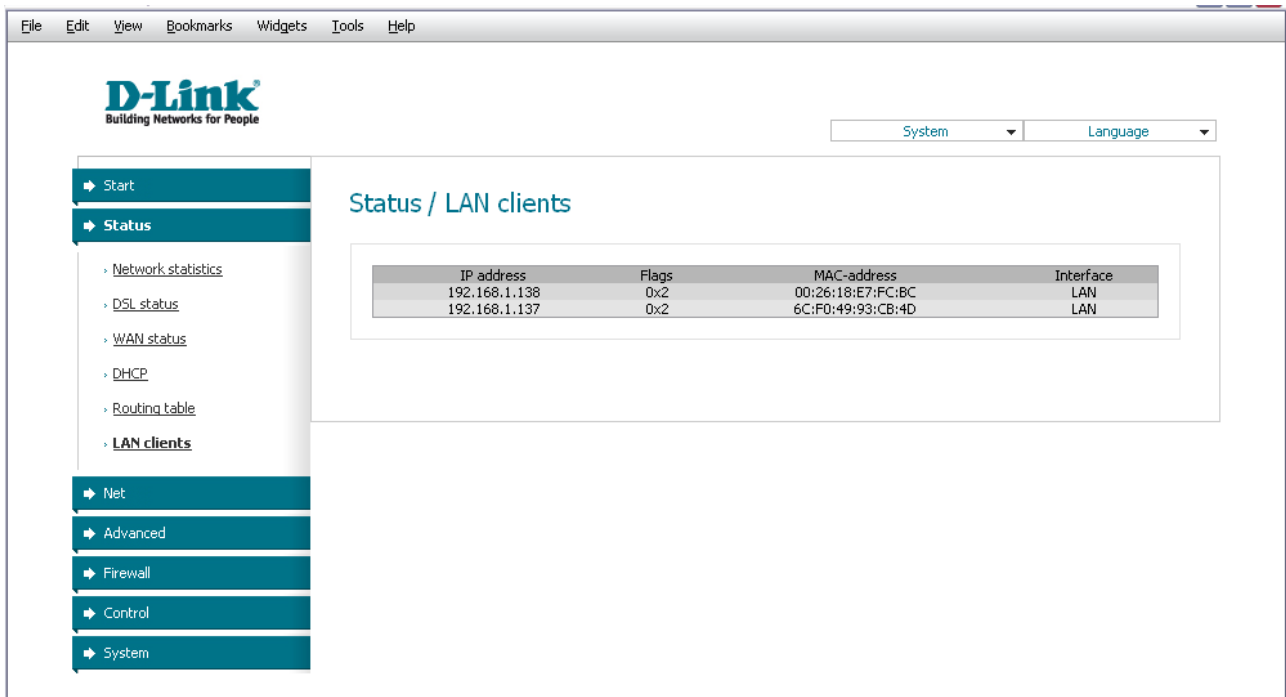 File Edit View Bookmarks Widgets Tools Help
D-Link®
Building Networks for People
System Language
Start
Status
Network statistics
DSL status
WAN status
DHCP
Routing table
LAN clients
Net
Advanced
Firewall
Control
System
Status / LAN clients
IP address Flags MAC-address Interface
192.168.1.138 0x2 00:26:18:E7:FC:BC LAN
192.168.1.137 0x2 6C:F0:49:93:CB:4D LAN